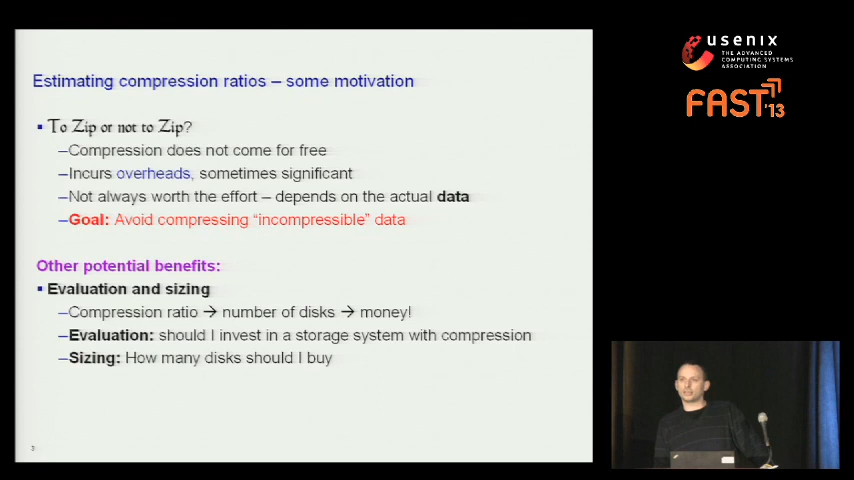 Estimating compression ratios – some motivation
▪ To Zip or not to Zip?
–Compression does not come for free
–Incurs overheads, sometimes significant
–Not always worth the effort – depends on the actual data
–Goal: Avoid compressing “incompressible” data
Other potential benefits:
▪ Evaluation and sizing
–Compression ratio → number of disks → money!
–Evaluation: should I invest in a storage system with compression
–Sizing: How many disks should I buy
3
usenix
THE ADVANCED
COMPUTING SYSTEMS
ASSOCIATION
FAST '13